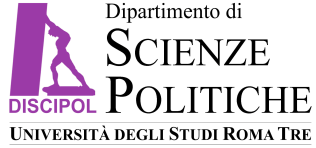 Dipartimento di
SCIENZE
POLITICHE
DISCIPOL
UNIVERSITÀ DEGLI STUDI ROMA TRE